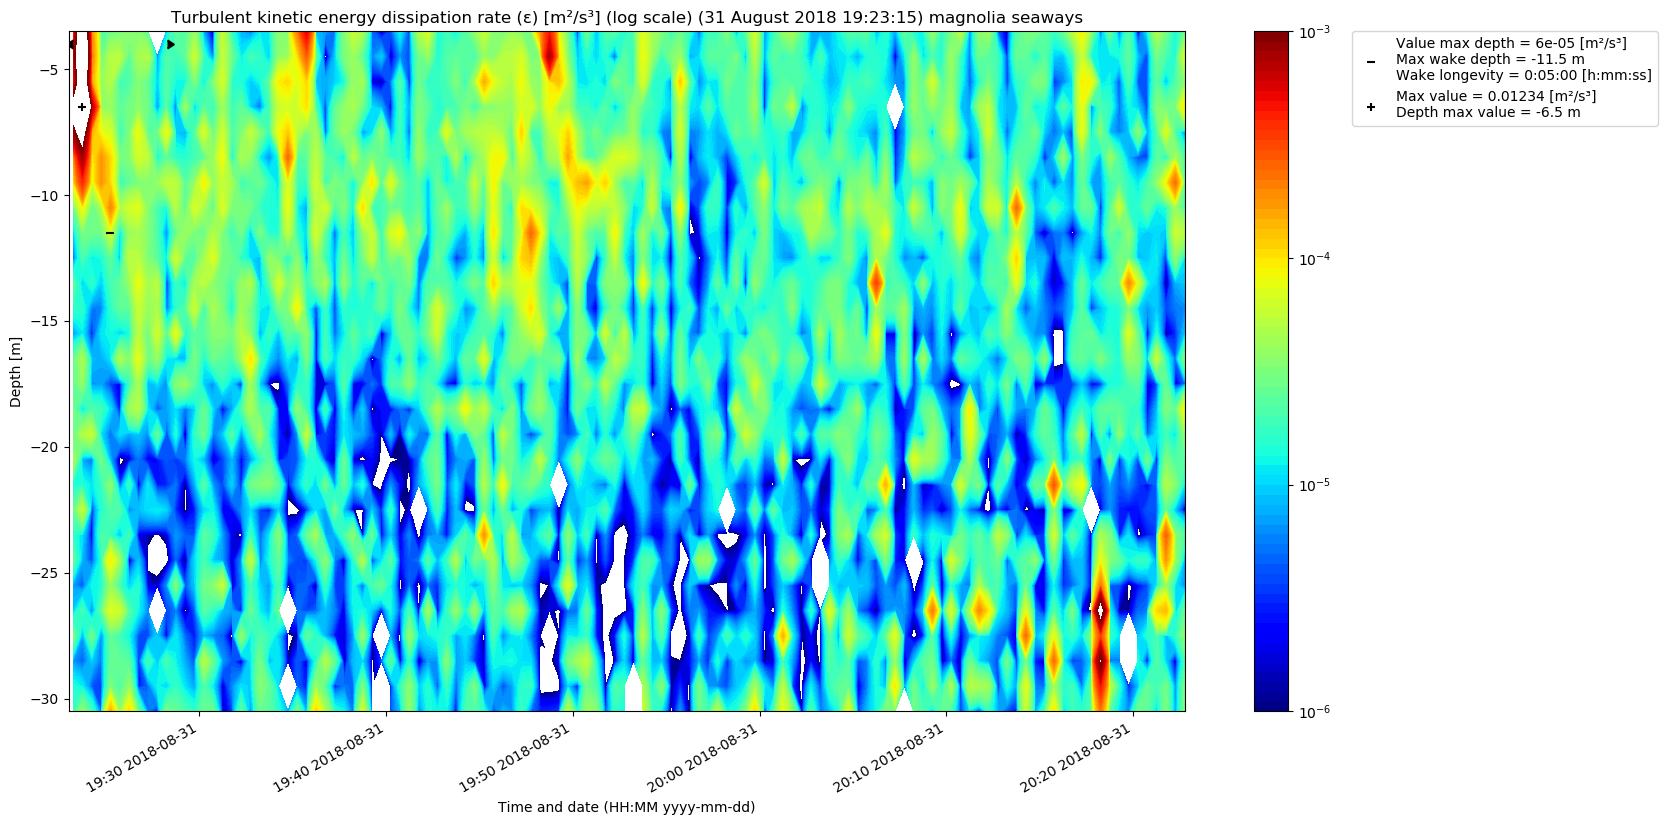 Turbulent kinetic energy dissipation rate (ε) [m²/s³] (log scale) (31 August 2018 19:23:15) magnolia seaways
Value max depth = 6e-05 [m²/s³]
Max wake depth = -11.5 m
Wake longevity = 0:05:00 [h:mm:ss]
Max value = 0.01234 [m²/s³]
Depth max value = -6.5 m
Depth [m]
−5
−10
−15
−20
−25
−30
10⁻³
10⁻⁴
10⁻⁵
10⁻⁶
19:30 2018-08-31
19:40 2018-08-31
19:50 2018-08-31
20:00 2018-08-31
20:10 2018-08-31
20:20 2018-08-31
Time and date (HH:MM yyyy-mm-dd)